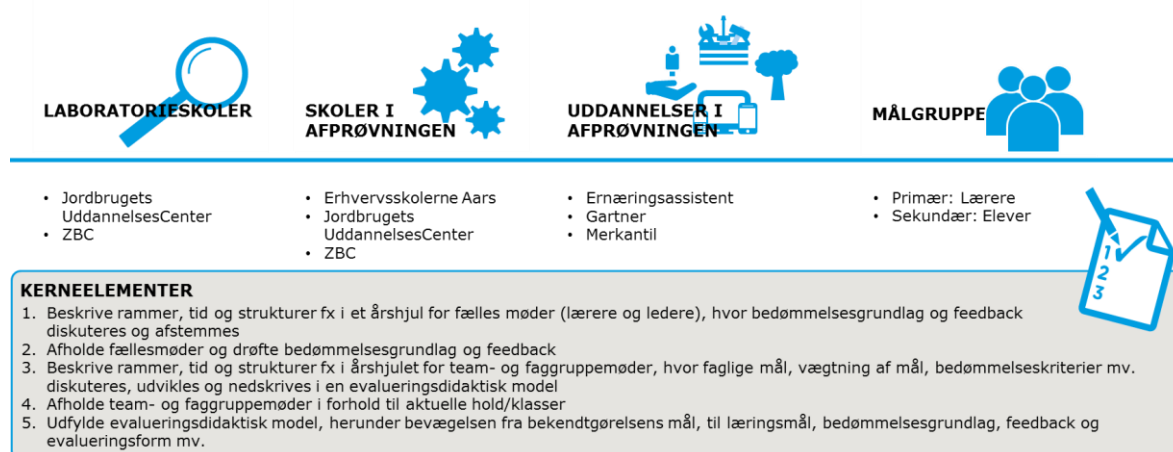 LABORATORIESKOLER
SKOLER I
AFPRØVNINGEN
UDDANNELSER I
AFPRØVNINGEN
MÅLGRUPPE
• Jordbrugets
UddannelsesCenter
• ZBC
• Erhvervsskolerne Aars
• Jordbrugets
UddannelsesCenter
• ZBC
• Ernæringsassistent
• Gartner
• Merkantil
• Primær: Lærere
• Sekundær: Elever
1
2
3
KERNEELEMENTER
1. Beskrive rammer, tid og strukturer fx i et årshjul for fælles møder (lærere og ledere), hvor bedømmelsesgrundlag og feedback
diskuteres og afstemmes
2. Afholde fællesmøder og drøfte bedømmelsesgrundlag og feedback
3. Beskrive rammer, tid og strukturer fx i årshjulet for team- og faggruppemøder, hvor faglige mål, vægtning af mål, bedømmelseskriterier mv.
diskuteres, udvikles og nedskrives i en evalueringsdidaktisk model
4. Afholde team- og faggruppemøder i forhold til aktuelle hold/klasser
5. Udfylde evalueringsdidaktisk model, herunder bevægelsen fra bekendtgørelsens mål, til læringsmål, bedømmelsesgrundlag, feedback og
evalueringsform mv.